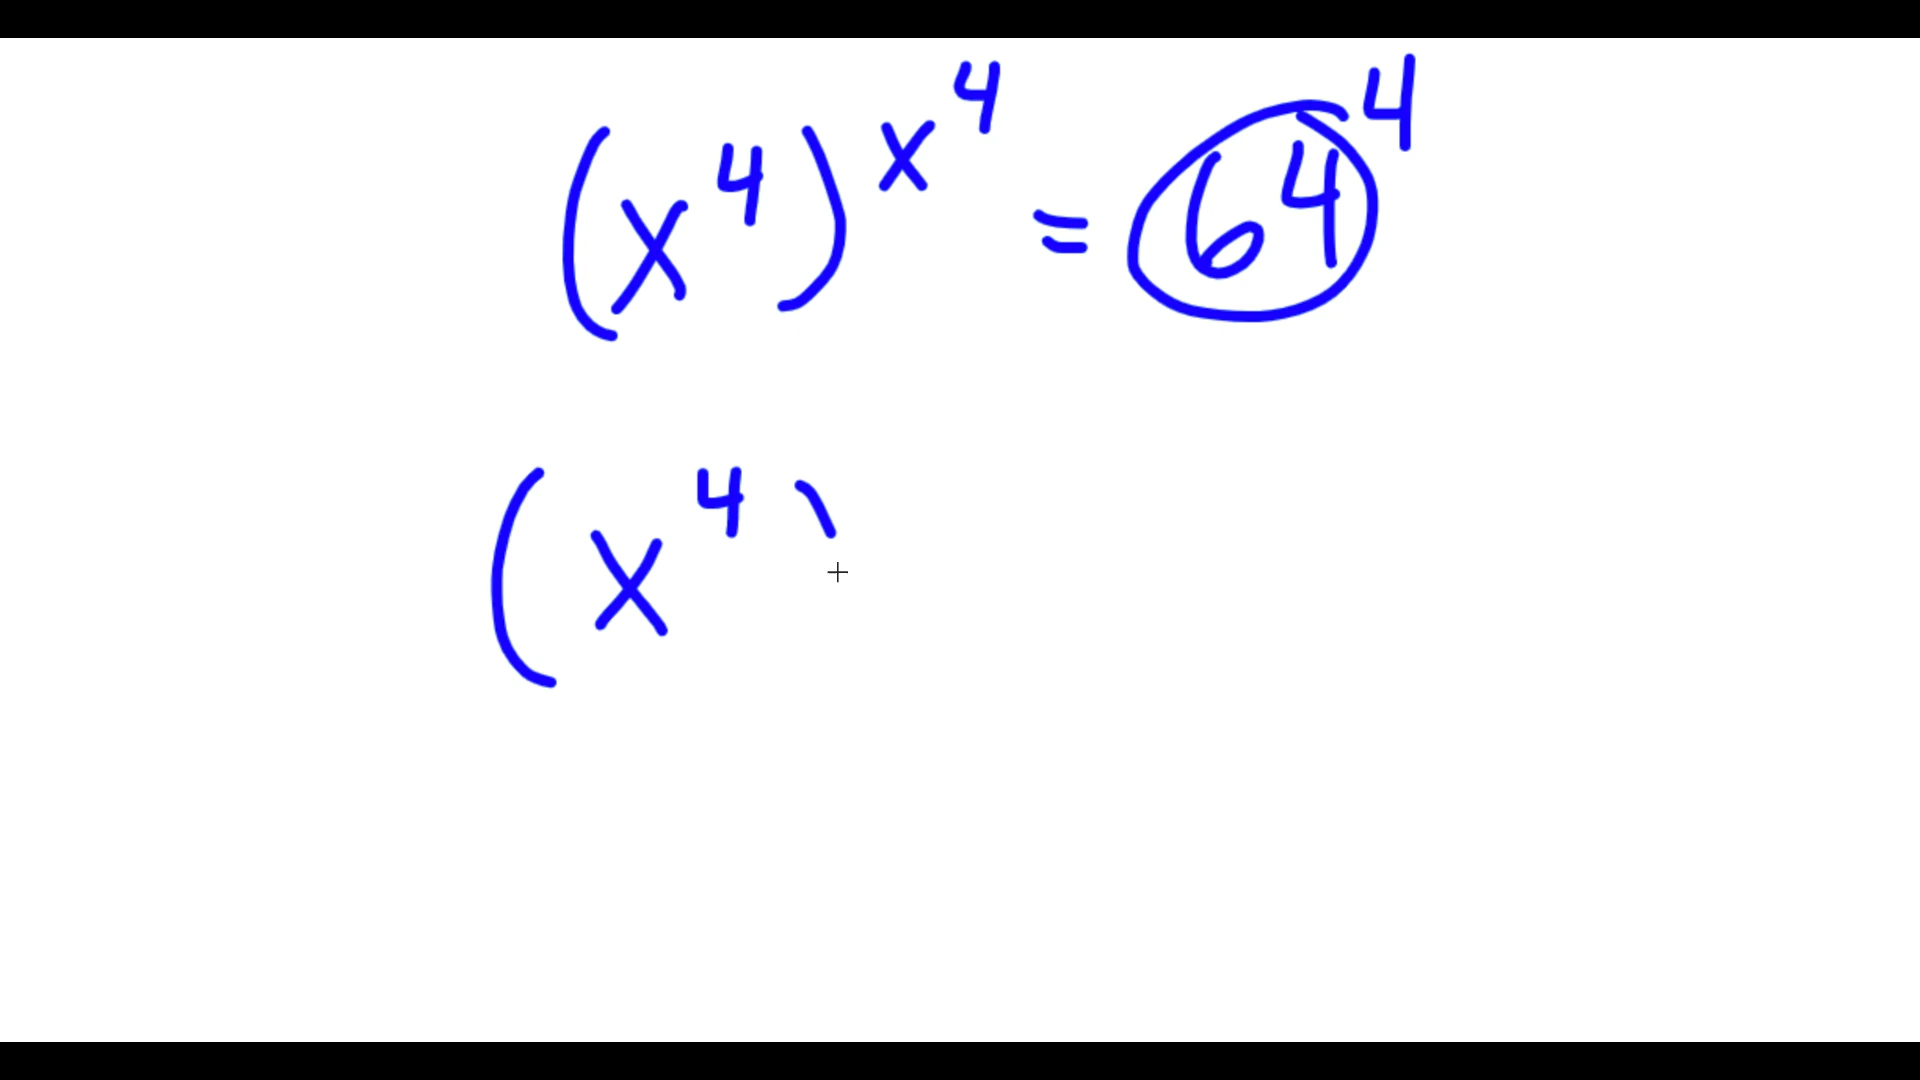 (x⁴)^x⁴ = 64⁴
(x⁴)